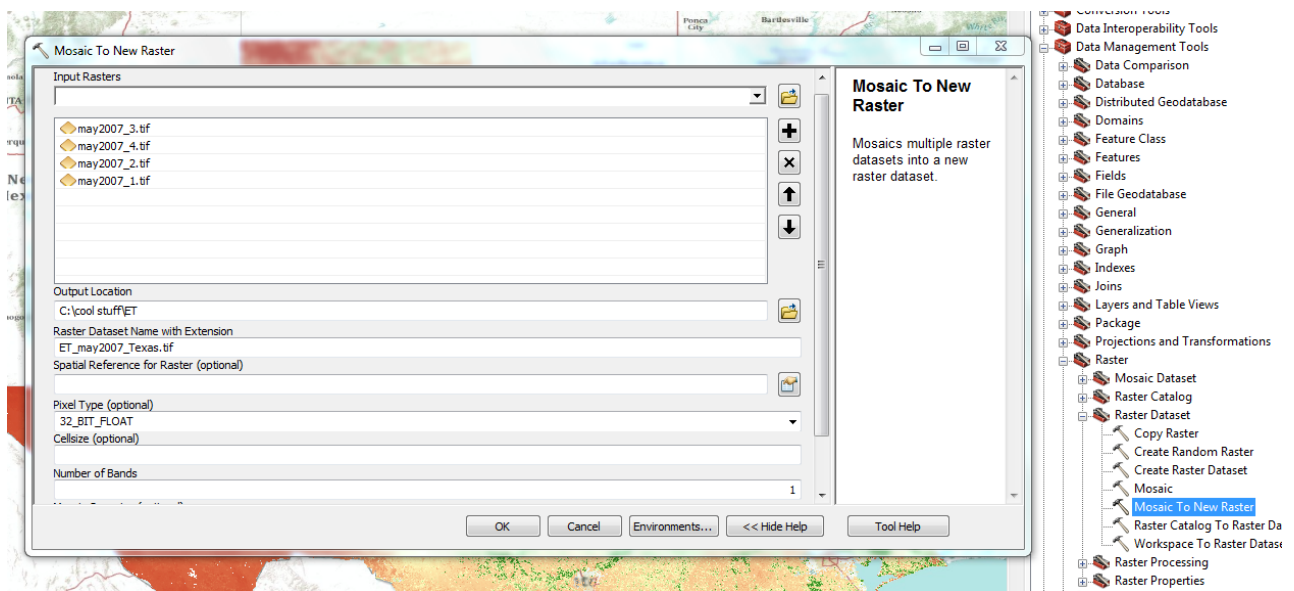 Ponca
City
Bartlesville
Mosaic To New Raster
Input Rasters
may2007_3.tif
may2007_4.tif
may2007_2.tif
may2007_1.tif
Output Location
C:\cool stuff\ET
Raster Dataset Name with Extension
ET_may2007_Texas.tif
Spatial Reference for Raster (optional)
Pixel Type (optional)
32_BIT_FLOAT
Cellsize (optional)
Number of Bands
1
OK
Cancel
Environments...
<< Hide Help
Tool Help
Mosaic To New
Raster
Mosaics multiple raster
datasets into a new
raster dataset.
Conversion Tools
Data Interoperability Tools
Data Management Tools
Data Comparison
Database
Distributed Geodatabase
Domains
Feature Class
Features
Fields
File Geodatabase
General
Generalization
Graph
Indexes
Joins
Layers and Table Views
Package
Projections and Transformations
Raster
Mosaic Dataset
Raster Catalog
Raster Dataset
Copy Raster
Create Random Raster
Create Raster Dataset
Mosaic
Mosaic To New Raster
Raster Catalog To Raster Da
Workspace To Raster Datase
Raster Processing
Raster Properties